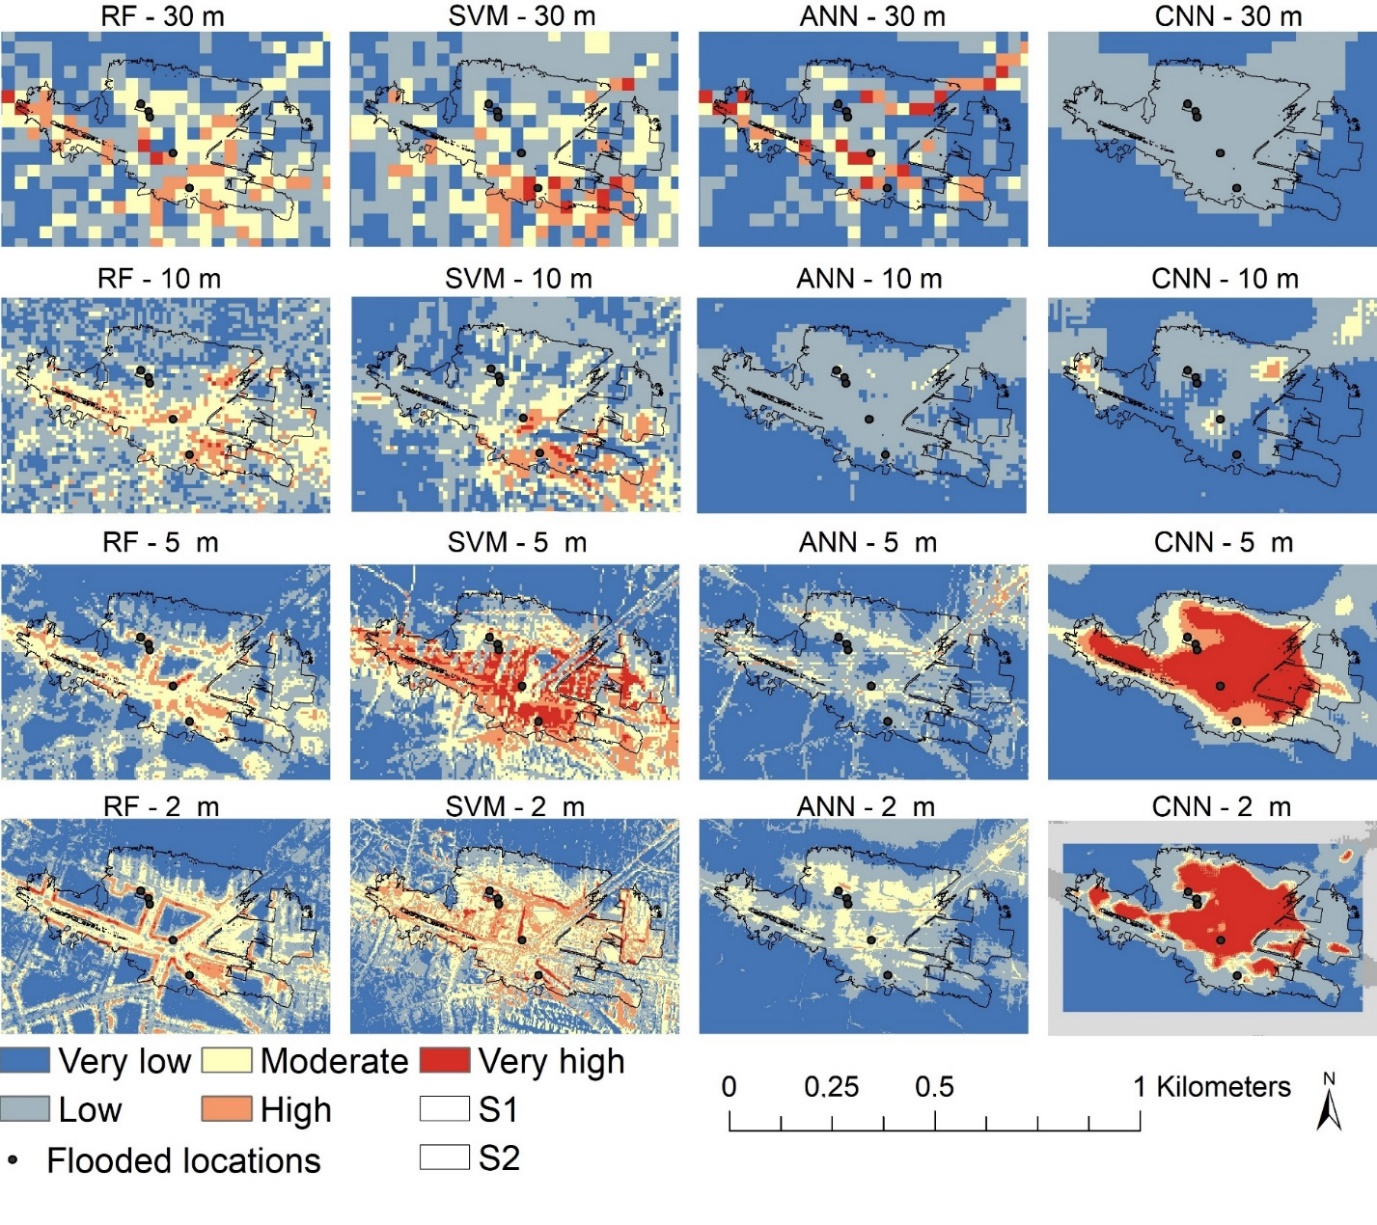 RF - 30 m SVM - 30 m ANN - 30 m CNN - 30 m
RF - 10 m SVM - 10 m ANN - 10 m CNN - 10 m
RF - 5 m SVM - 5 m ANN - 5 m CNN - 5 m
RF - 2 m SVM - 2 m ANN - 2 m CNN - 2 m
Very low Moderate Very high
Low High S1
Flooded locations S2
0 0.25 0.5 1 Kilometers
N